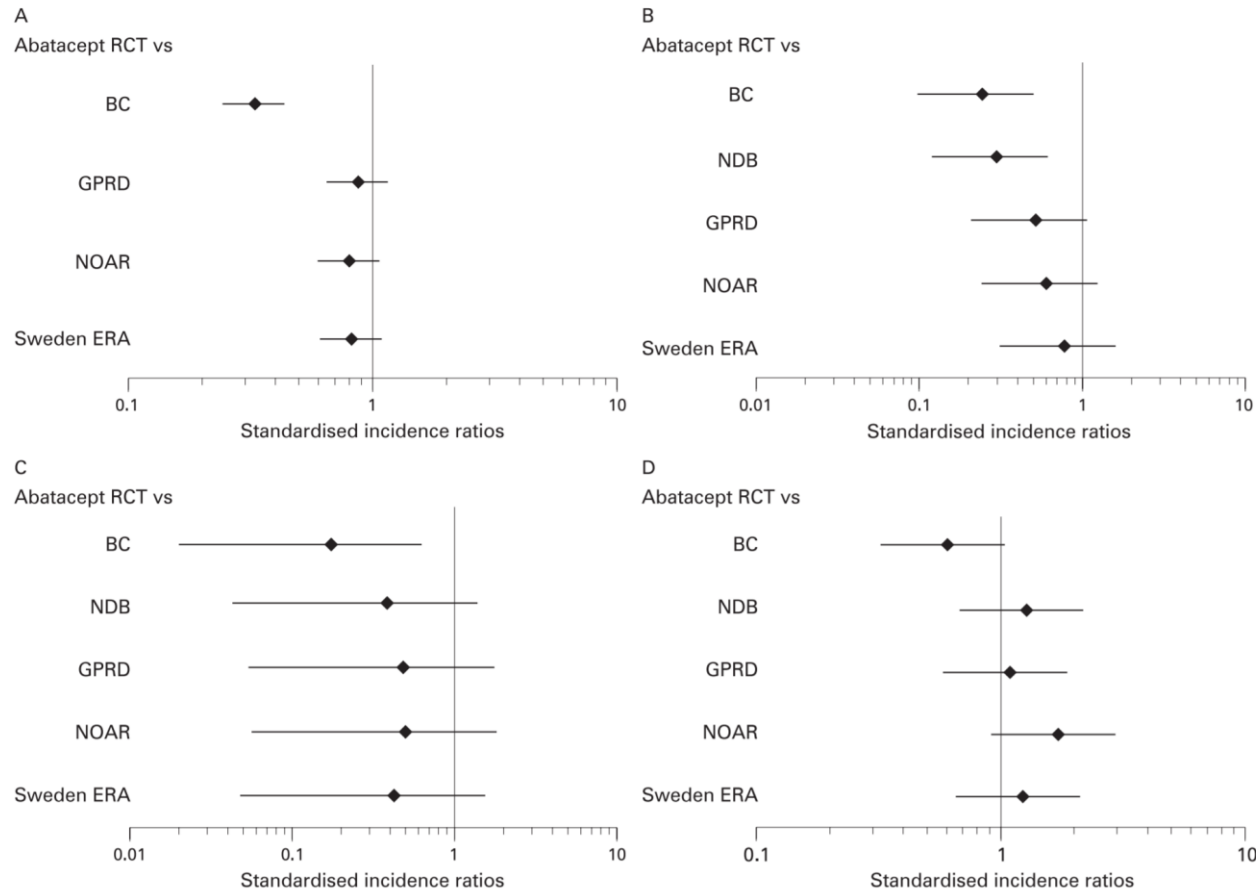 A
Abatacept RCT vs
BC
GPRD
NOAR
Sweden ERA
0.1 1 10
Standardised incidence ratios
B
Abatacept RCT vs
BC
NDB
GPRD
NOAR
Sweden ERA
0.01 0.1 1 10
Standardised incidence ratios
C
Abatacept RCT vs
BC
NDB
GPRD
NOAR
Sweden ERA
0.01 0.1 1 10
Standardised incidence ratios
D
Abatacept RCT vs
BC
NDB
GPRD
NOAR
Sweden ERA
0.1 1 10
Standardised incidence ratios